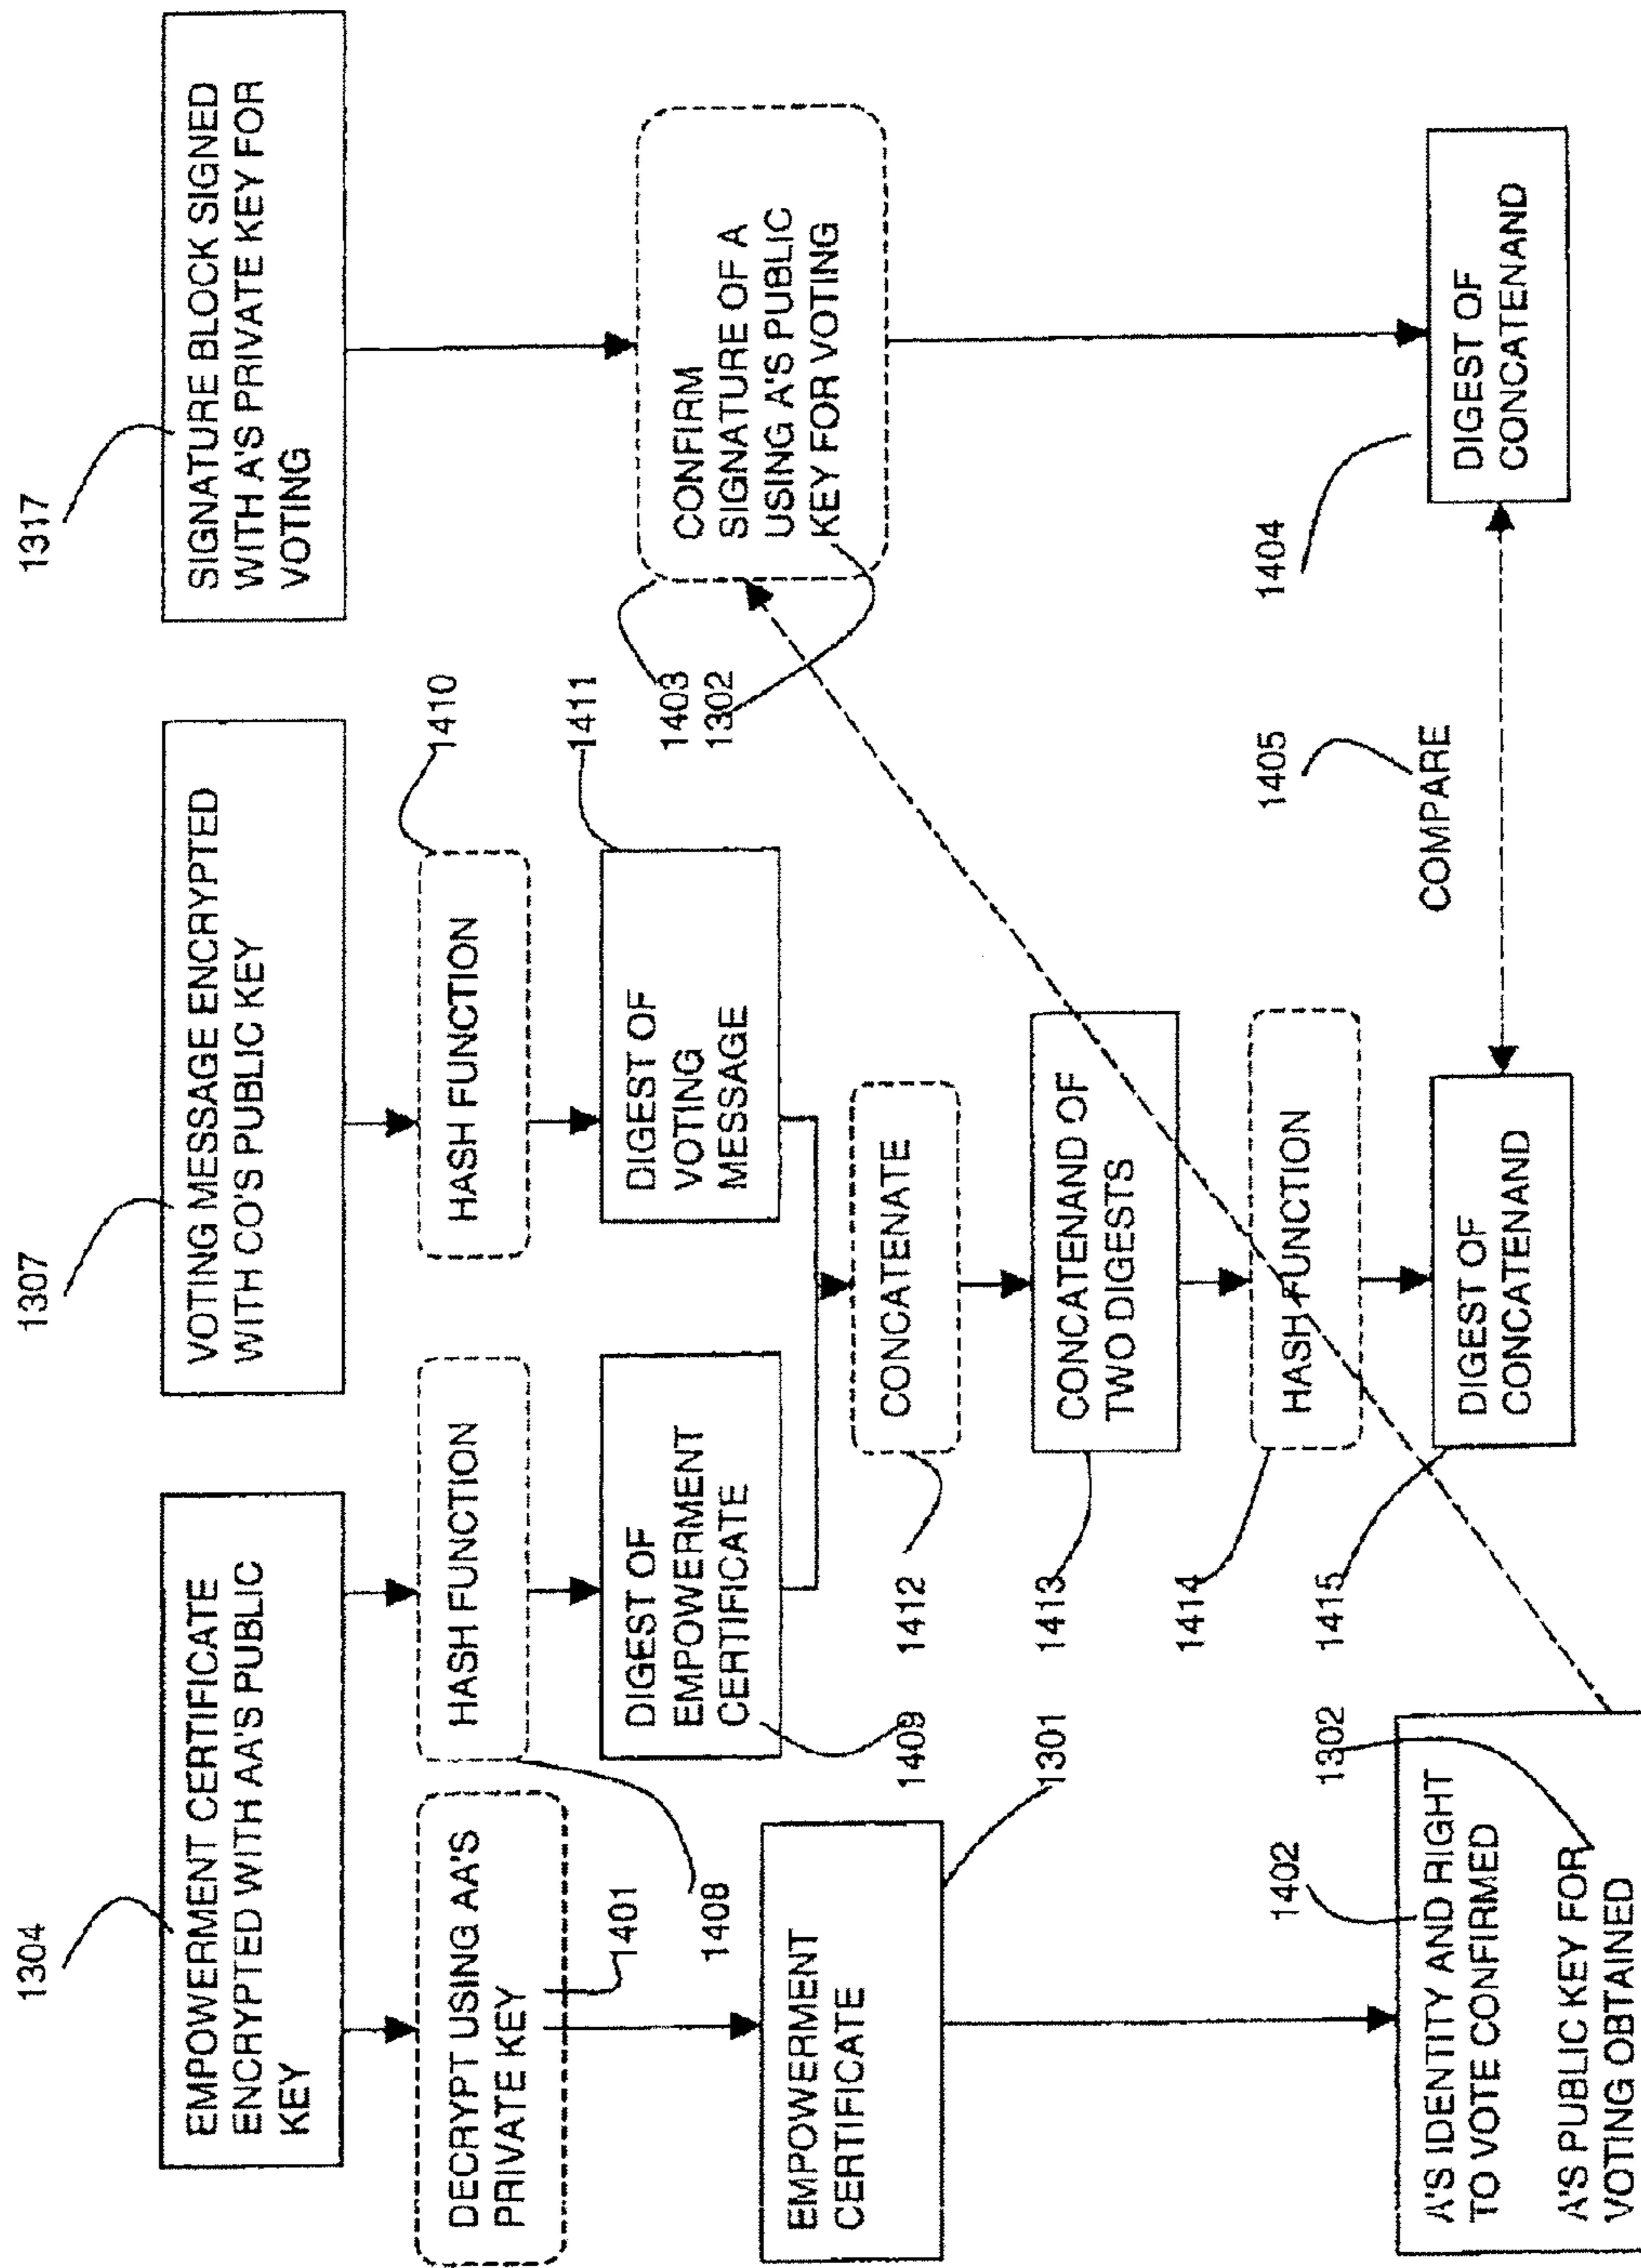 1304
EMPOWERMENT CERTIFICATE
ENCRYPTED WITH AA'S PUBLIC
KEY
1307
VOTING MESSAGE ENCRYPTED
WITH CO'S PUBLIC KEY
1317
SIGNATURE BLOCK SIGNED
WITH A'S PRIVATE KEY FOR
VOTING
DECRYPT USING AA'S
PRIVATE KEY
1401
HASH FUNCTION
1408
HASH FUNCTION
1410
EMPOWERMENT
CERTIFICATE
1301
DIGEST OF
EMPOWERMENT
CERTIFICATE
1409
DIGEST OF
VOTING
MESSAGE
1411
CONFIRM
SIGNATURE OF A
USING A'S PUBLIC
KEY FOR VOTING
1403
1302
CONCATENATE
1412
CONCATENAND OF
TWO DIGESTS
1413
HASH FUNCTION
1414
1402
A'S IDENTITY AND RIGHT
TO VOTE CONFIRMED
A'S PUBLIC KEY FOR
VOTING OBTAINED
1302
1415
DIGEST OF
CONCATENAND
1405
COMPARE
1404
DIGEST OF
CONCATENAND